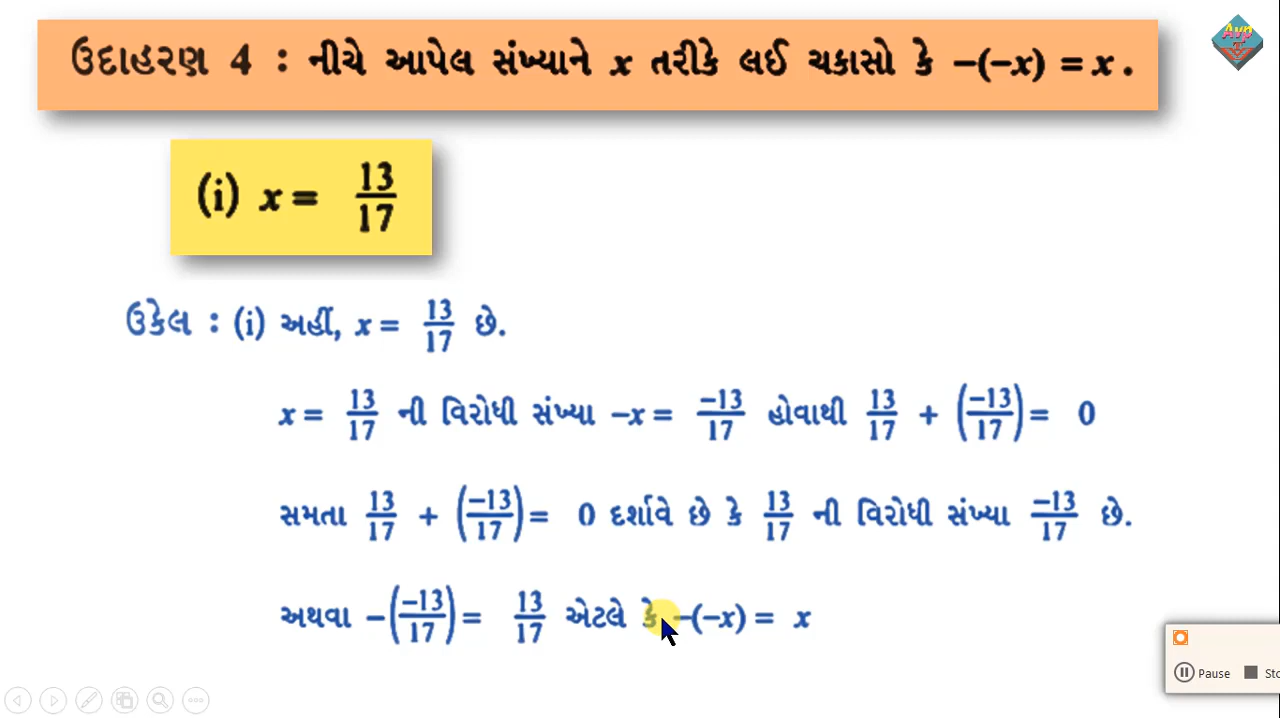 ઉદાહરણ 4 : નીચે આપેલ સંખ્યાને x તરીકે લઈ ચકાસો કે –(–x) = x .
(i) x = 13/17
ઉકેલ : (i) અહીં, x = 13/17 છે.
x = 13/17 ની વિરોધી સંખ્યા –x = –13/17 હોવાથી 13/17 + (–13/17) = 0
સમતા 13/17 + (–13/17) = 0 દર્શાવે છે કે 13/17 ની વિરોધી સંખ્યા –13/17 છે.
અથવા –(–13/17) = 13/17 એટલે કે –(–x) = x
Pause